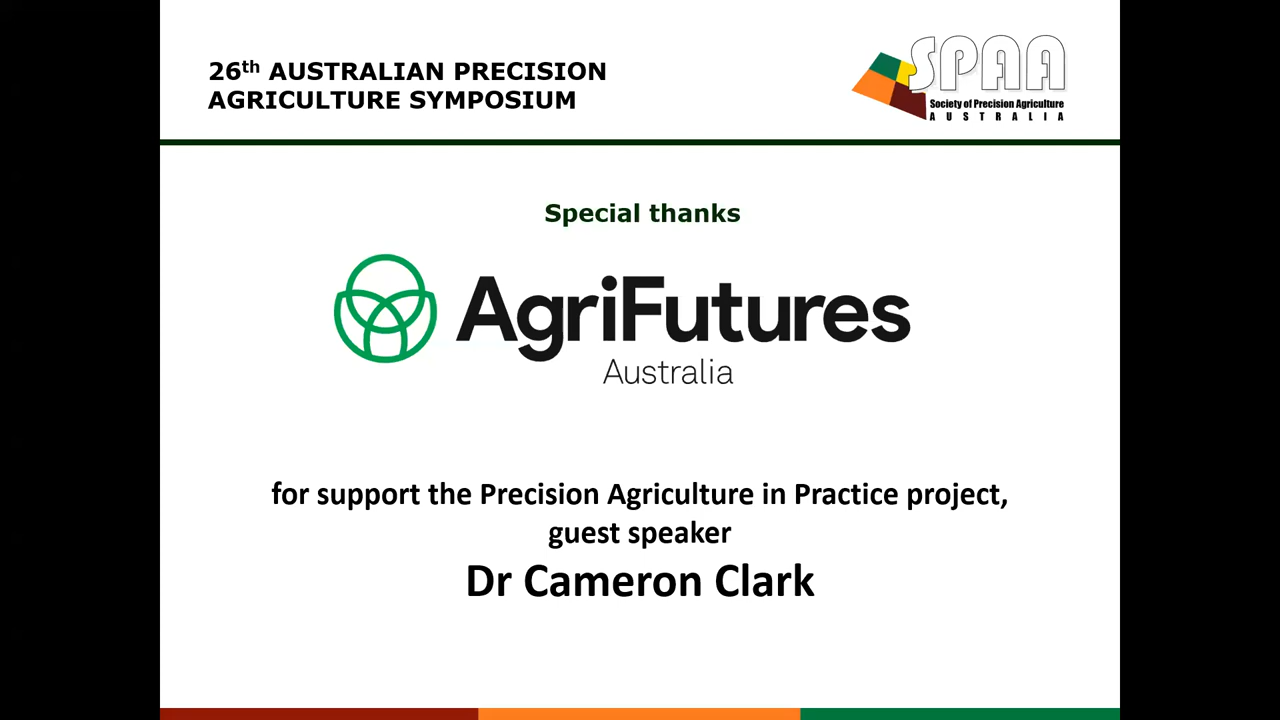 26th AUSTRALIAN PRECISION
AGRICULTURE SYMPOSIUM
SPAA
Society of Precision Agriculture
AUSTRALIA
Special thanks
AgriFutures
Australia
for support the Precision Agriculture in Practice project,
guest speaker
Dr Cameron Clark